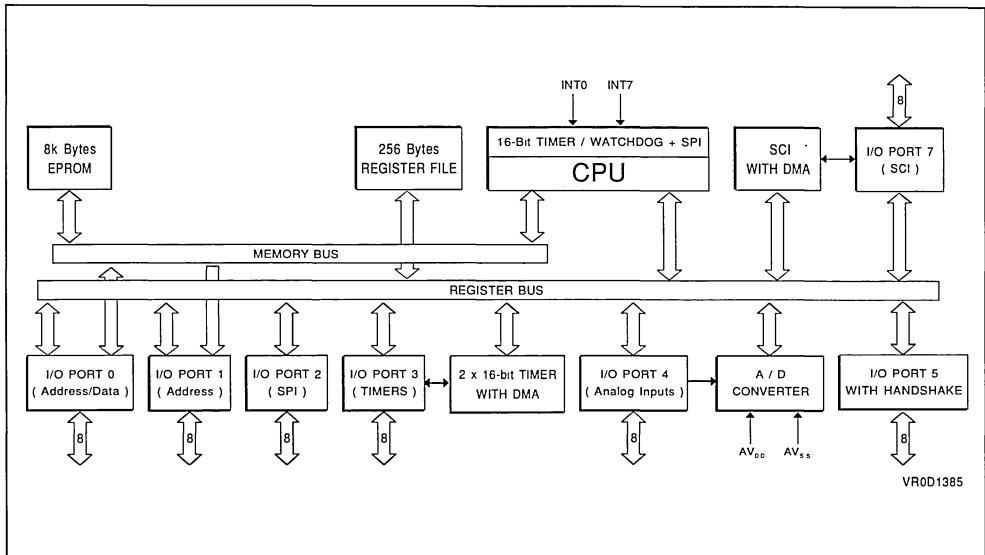 INT0 INT7
8
8k Bytes
EPROM
256 Bytes
REGISTER FILE
16-Bit TIMER / WATCHDOG + SPI
CPU
SCI
WITH DMA
I/O PORT 7
( SCI )
MEMORY BUS
REGISTER BUS
I/O PORT 0
( Address/Data )
I/O PORT 1
( Address )
I/O PORT 2
( SPI )
I/O PORT 3
( TIMERS )
2 x 16-bit TIMER
WITH DMA
I/O PORT 4
( Analog Inputs )
A / D
CONVERTER
I/O PORT 5
WITH HANDSHAKE
8 8 8 8 8 8
AV_DD AV_SS
VR0D1385